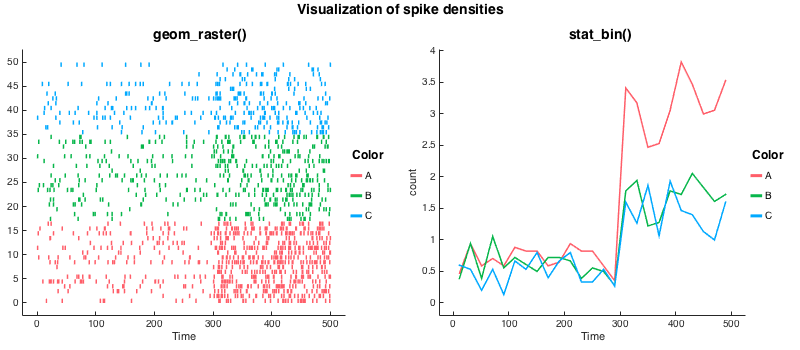 Visualization of spike densities
geom_raster()
50
45
40
35
30
25
20
15
10
5
0
0 100 200 300 400 500
Time
Color
A
B
C
stat_bin()
count
4
3.5
3
2.5
2
1.5
1
0.5
0
0 100 200 300 400 500
Time
Color
A
B
C